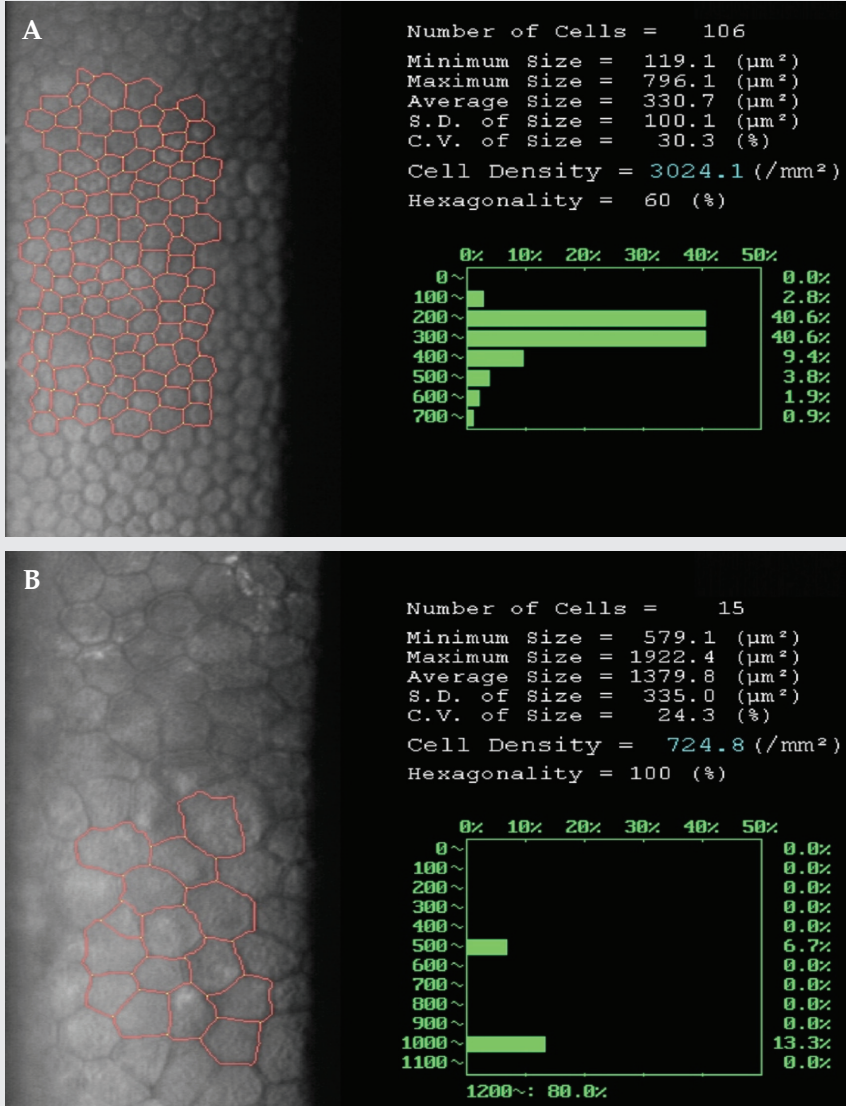 A
Number of Cells = 106
Minimum Size = 119.1 (µm²)
Maximum Size = 796.1 (µm²)
Average Size = 330.7 (µm²)
S.D. of Size = 100.1 (µm²)
C.V. of Size = 30.3 (%)
Cell Density = 3024.1 (/mm²)
Hexagonality = 60 (%)
0% 10% 20% 30% 40% 50%
0~ 0.0%
100~ 2.8%
200~ 40.6%
300~ 40.6%
400~ 9.4%
500~ 3.8%
600~ 1.9%
700~ 0.9%
B
Number of Cells = 15
Minimum Size = 579.1 (µm²)
Maximum Size = 1922.4 (µm²)
Average Size = 1379.8 (µm²)
S.D. of Size = 335.0 (µm²)
C.V. of Size = 24.3 (%)
Cell Density = 724.8 (/mm²)
Hexagonality = 100 (%)
0% 10% 20% 30% 40% 50%
0~ 0.0%
100~ 0.0%
200~ 0.0%
300~ 0.0%
400~ 0.0%
500~ 6.7%
600~ 0.0%
700~ 0.0%
800~ 0.0%
900~ 0.0%
1000~ 13.3%
1100~ 0.0%
1200~: 80.0%